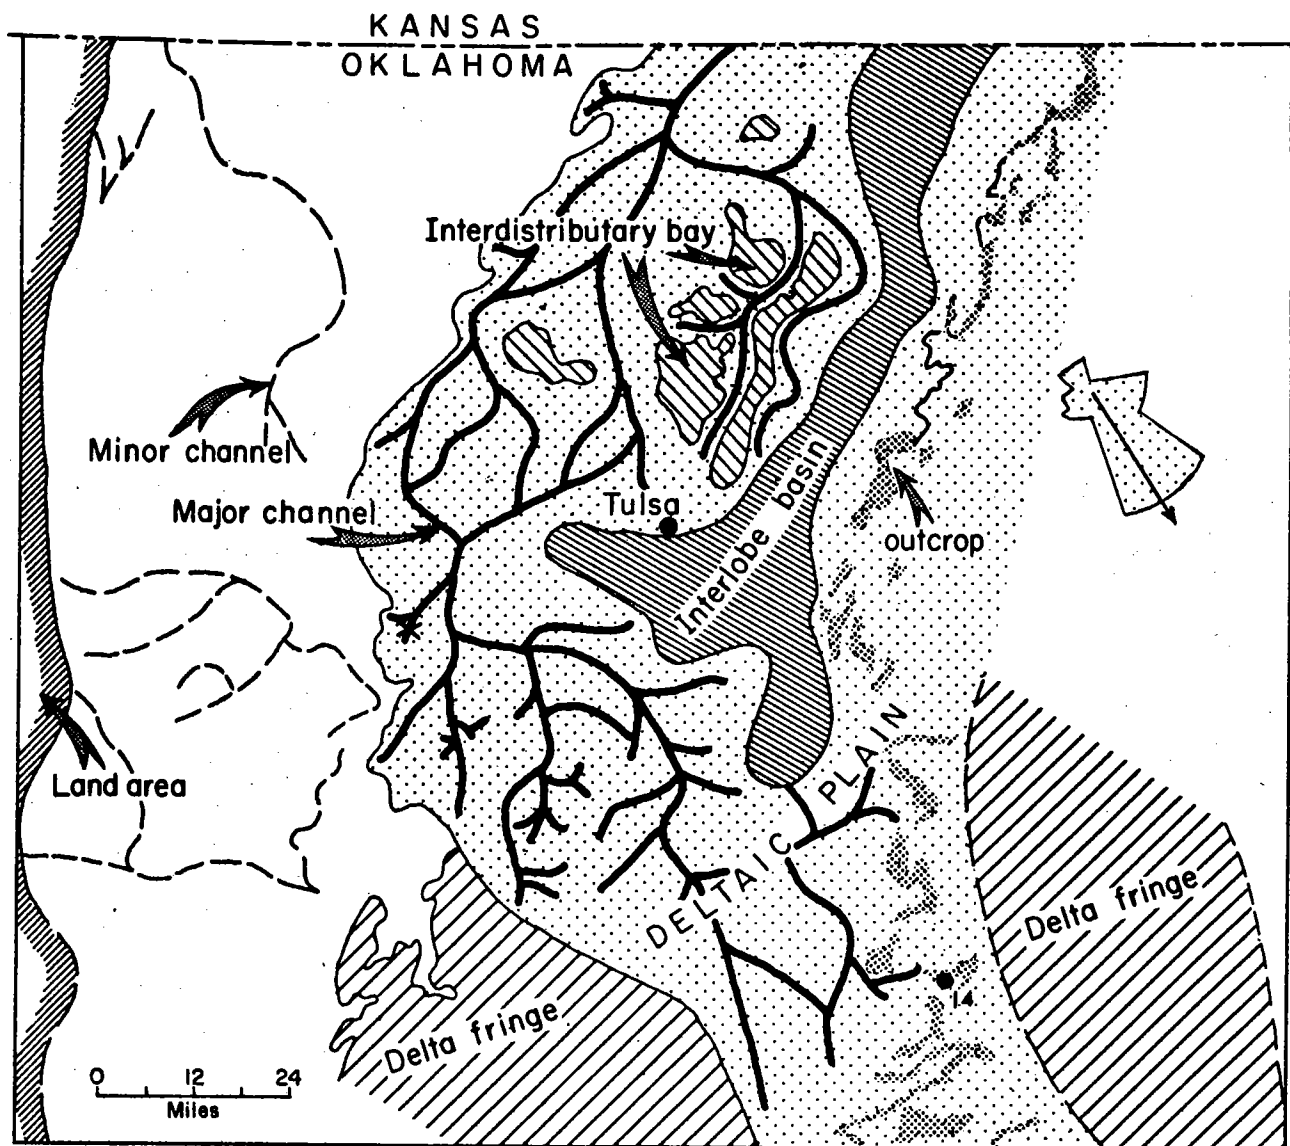 KANSAS
OKLAHOMA
Interdistributary bay
Minor channel
Major channel
Tulsa
Interlobe basin
outcrop
Land area
DELTAIC PLAIN
Delta fringe
14
Delta fringe
0 12 24
Miles